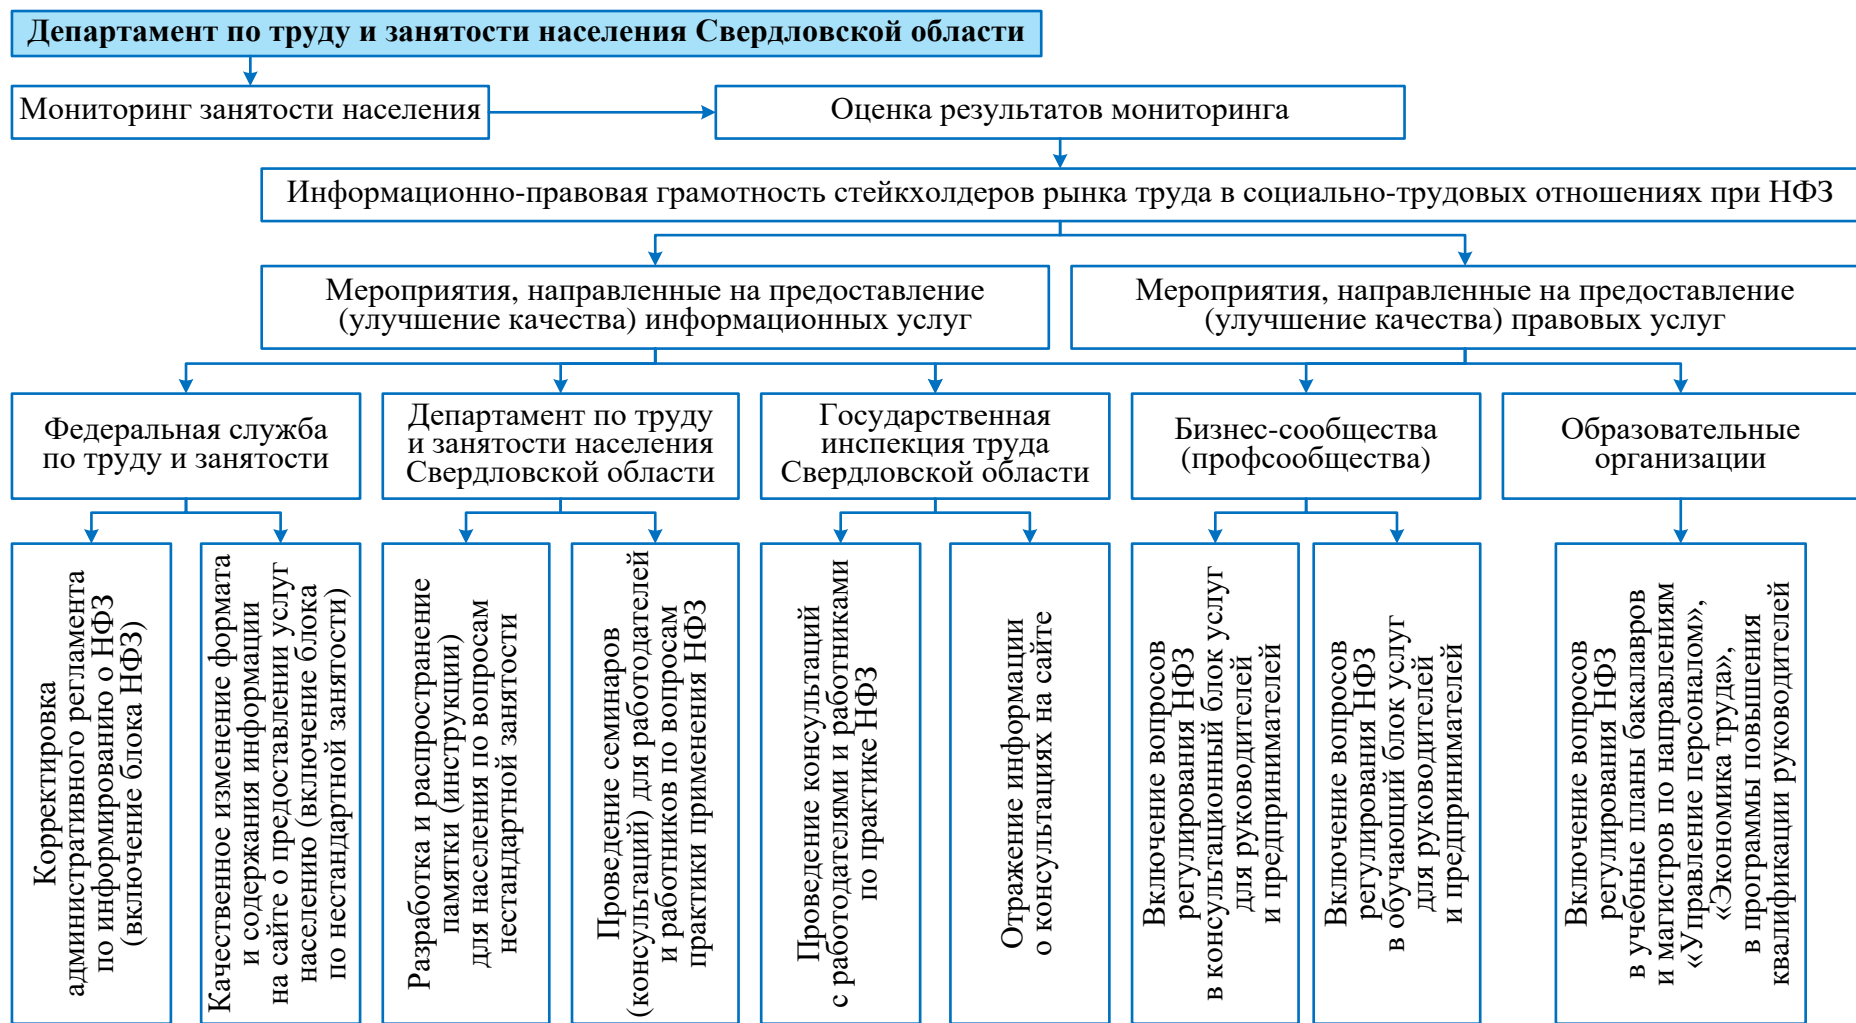 Департамент по труду и занятости населения Свердловской области
Мониторинг занятости населения
Оценка результатов мониторинга
Информационно-правовая грамотность стейкхолдеров рынка труда в социально-трудовых отношениях при НФЗ
Мероприятия, направленные на предоставление
(улучшение качества) информационных услуг
Мероприятия, направленные на предоставление
(улучшение качества) правовых услуг
Федеральная служба
по труду и занятости
Департамент по труду
и занятости населения
Свердловской области
Государственная
инспекция труда
Свердловской области
Бизнес-сообщества
(профсообщества)
Образовательные
организации
Корректировка
административного регламента
по информированию о НФЗ
(включение блока НФЗ)
Качественное изменение формата
и содержания информации
на сайте о предоставлении услуг
населению (включение блока
по нестандартной занятости)
Разработка и распространение
памятки (инструкции)
для населения по вопросам
нестандартной занятости
Проведение семинаров
(консультаций) для работодателей
и работников по вопросам
практики применения НФЗ
Проведение консультаций
с работодателями и работниками
по практике НФЗ
Отражение информации
о консультациях на сайте
Включение вопросов
регулирования НФЗ
в консультационный блок услуг
для руководителей
и предпринимателей
Включение вопросов
регулирования НФЗ
в обучающий блок услуг
для руководителей
и предпринимателей
Включение вопросов
регулирования НФЗ
в учебные планы бакалавров
и магистров по направлениям
«Управление персоналом»,
«Экономика труда»,
в программы повышения
квалификации руководителей